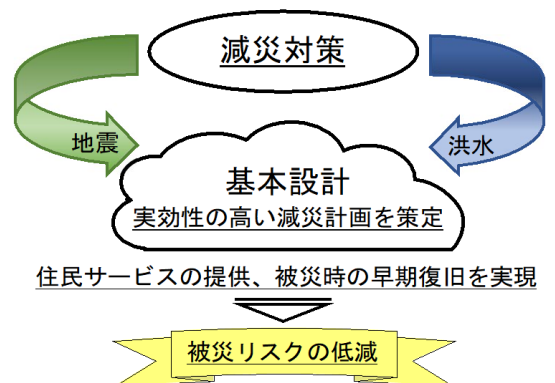 減災対策
地震
洪水
基本設計
実効性の高い減災計画を策定
住民サービスの提供、被災時の早期復旧を実現
被災リスクの低減